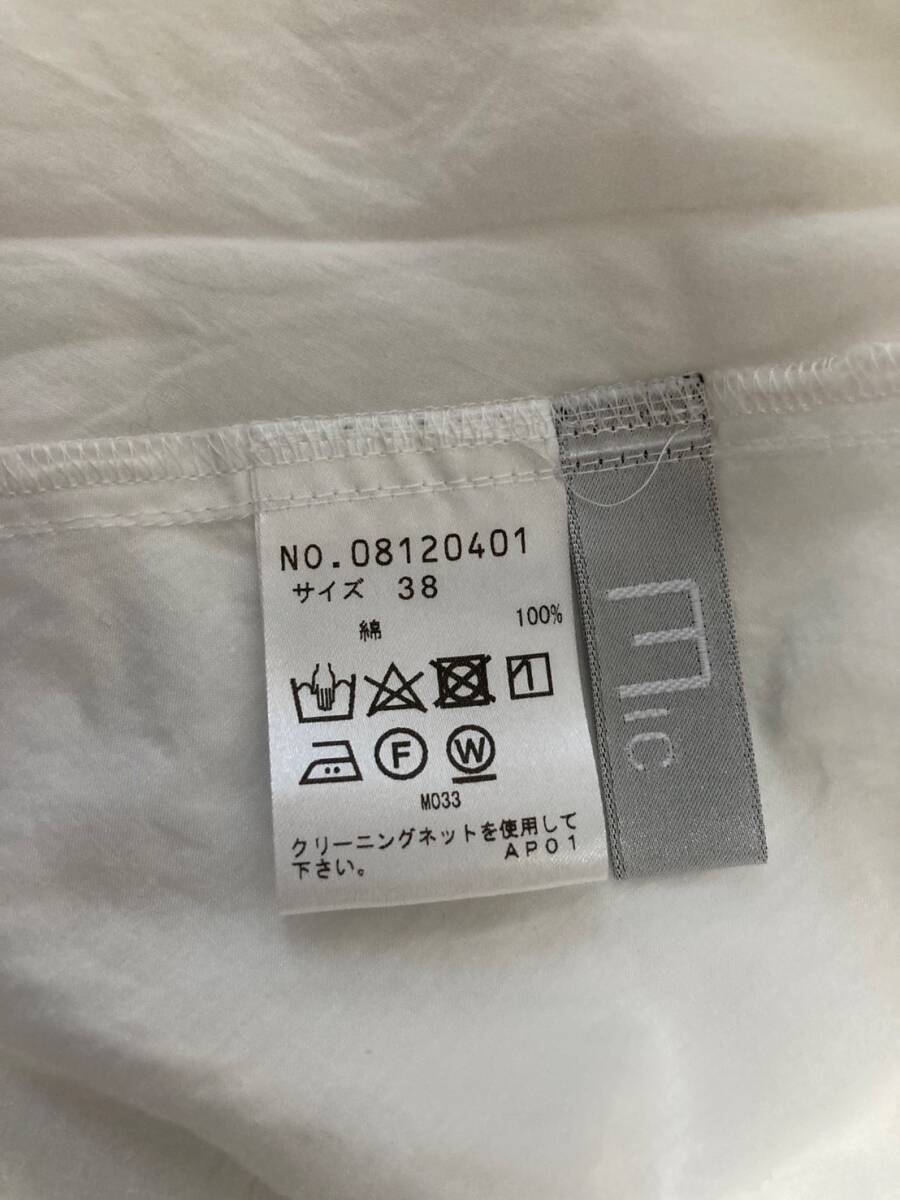 NO.08120401
サイズ 38
綿 100%
F W
M033
クリーニングネットを使用して
下さい。 AP01
mic